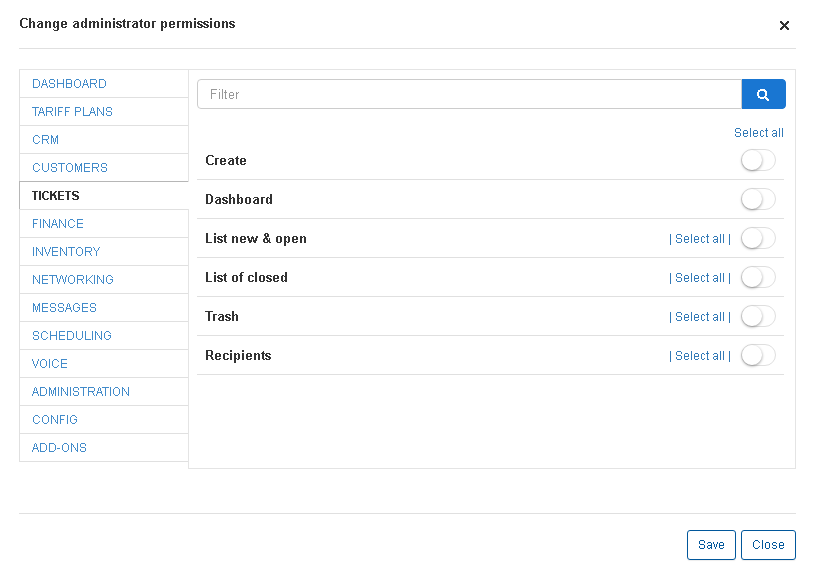 Change administrator permissions ×
DASHBOARD
TARIFF PLANS
CRM
CUSTOMERS
TICKETS
FINANCE
INVENTORY
NETWORKING
MESSAGES
SCHEDULING
VOICE
ADMINISTRATION
CONFIG
ADD-ONS
Filter
Select all
Create
Dashboard
List new & open | Select all |
List of closed | Select all |
Trash | Select all |
Recipients | Select all |
Save Close